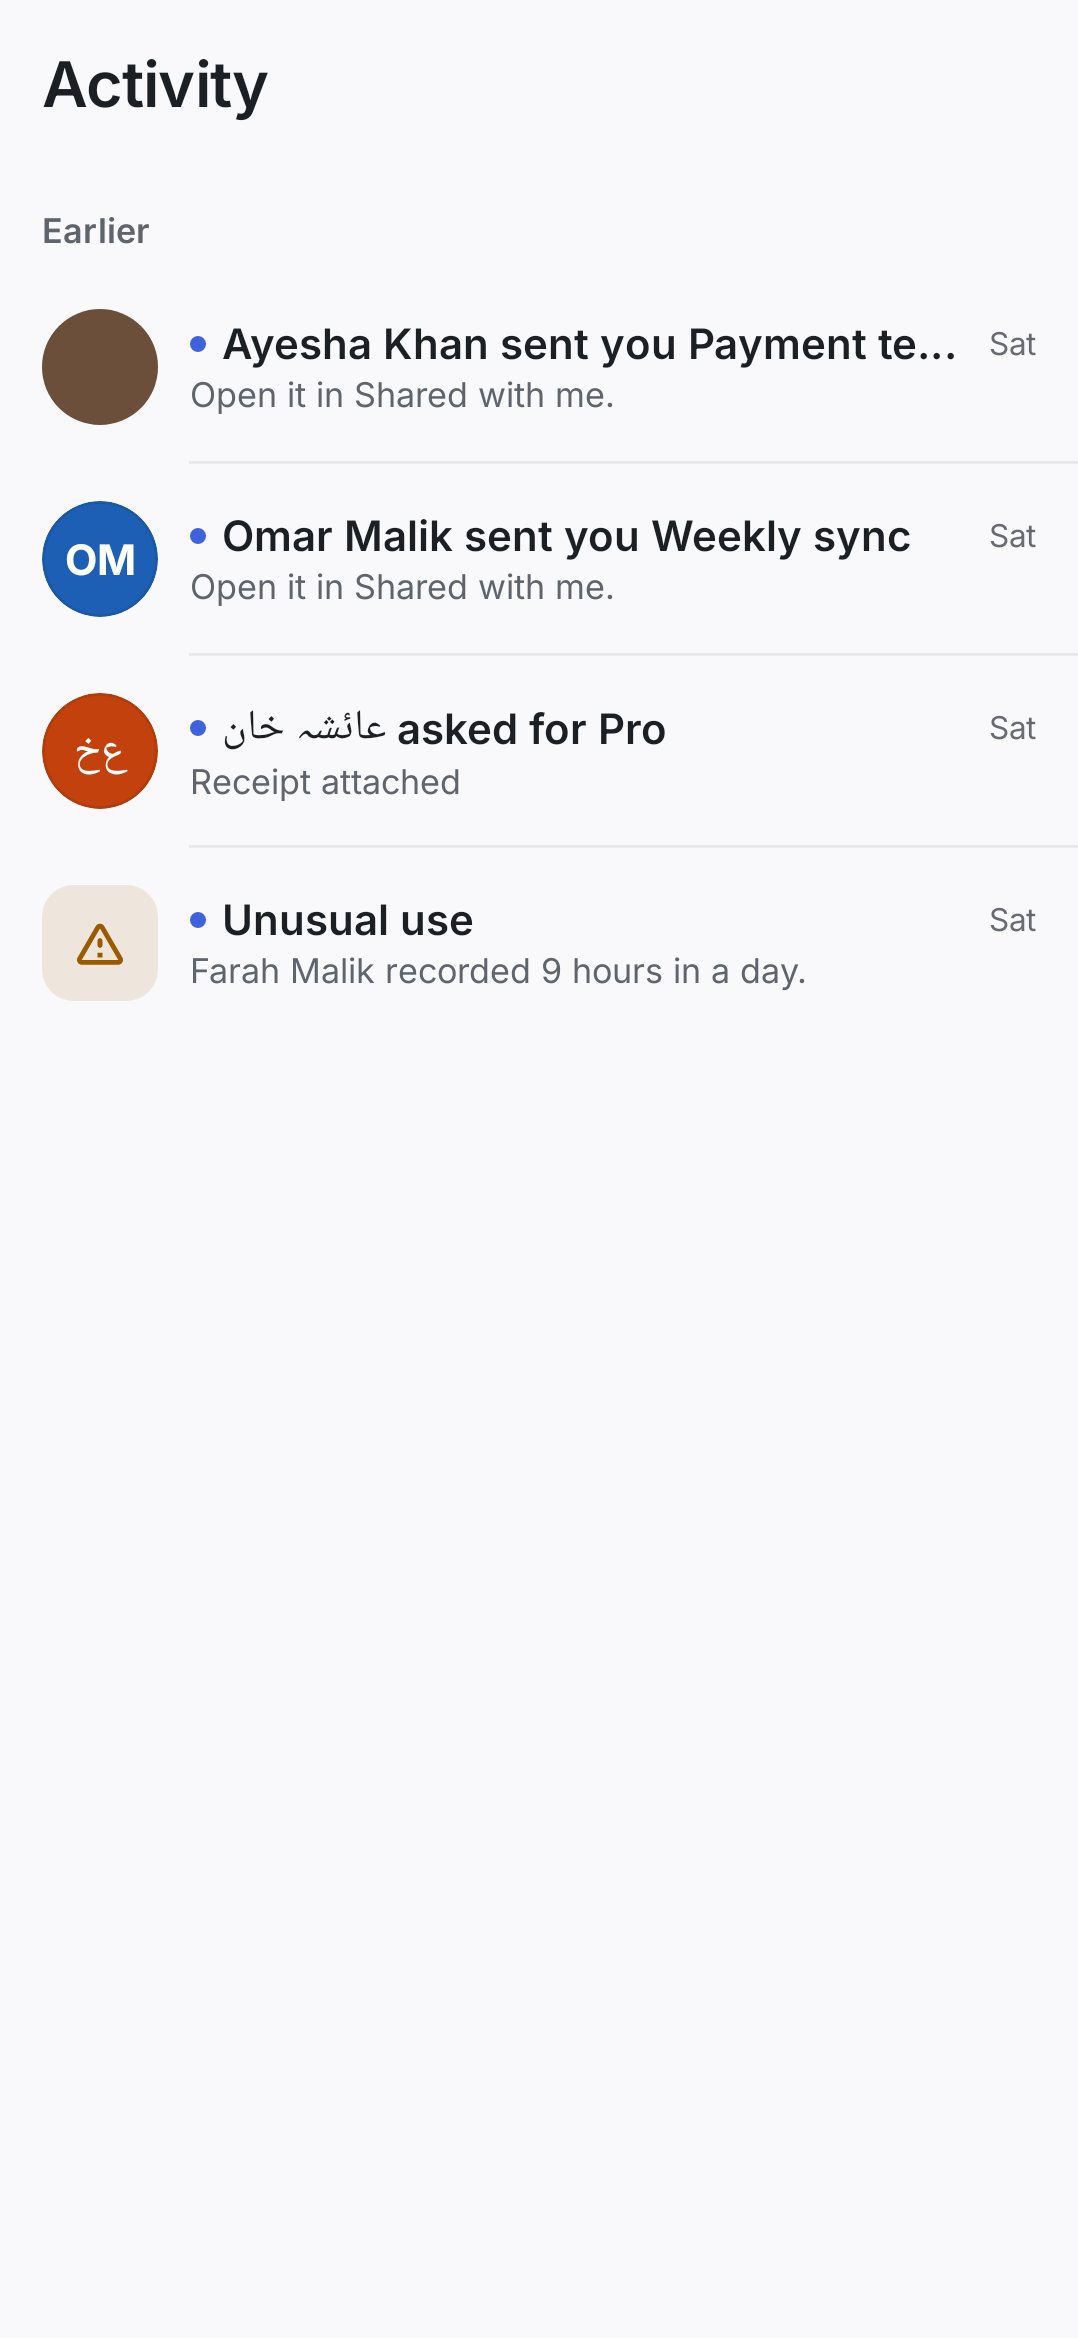 Activity
Earlier
Ayesha Khan sent you Payment te... Sat
Open it in Shared with me.
OM
Omar Malik sent you Weekly sync Sat
Open it in Shared with me.
عخ
عائشہ خان asked for Pro Sat
Receipt attached
Unusual use Sat
Farah Malik recorded 9 hours in a day.